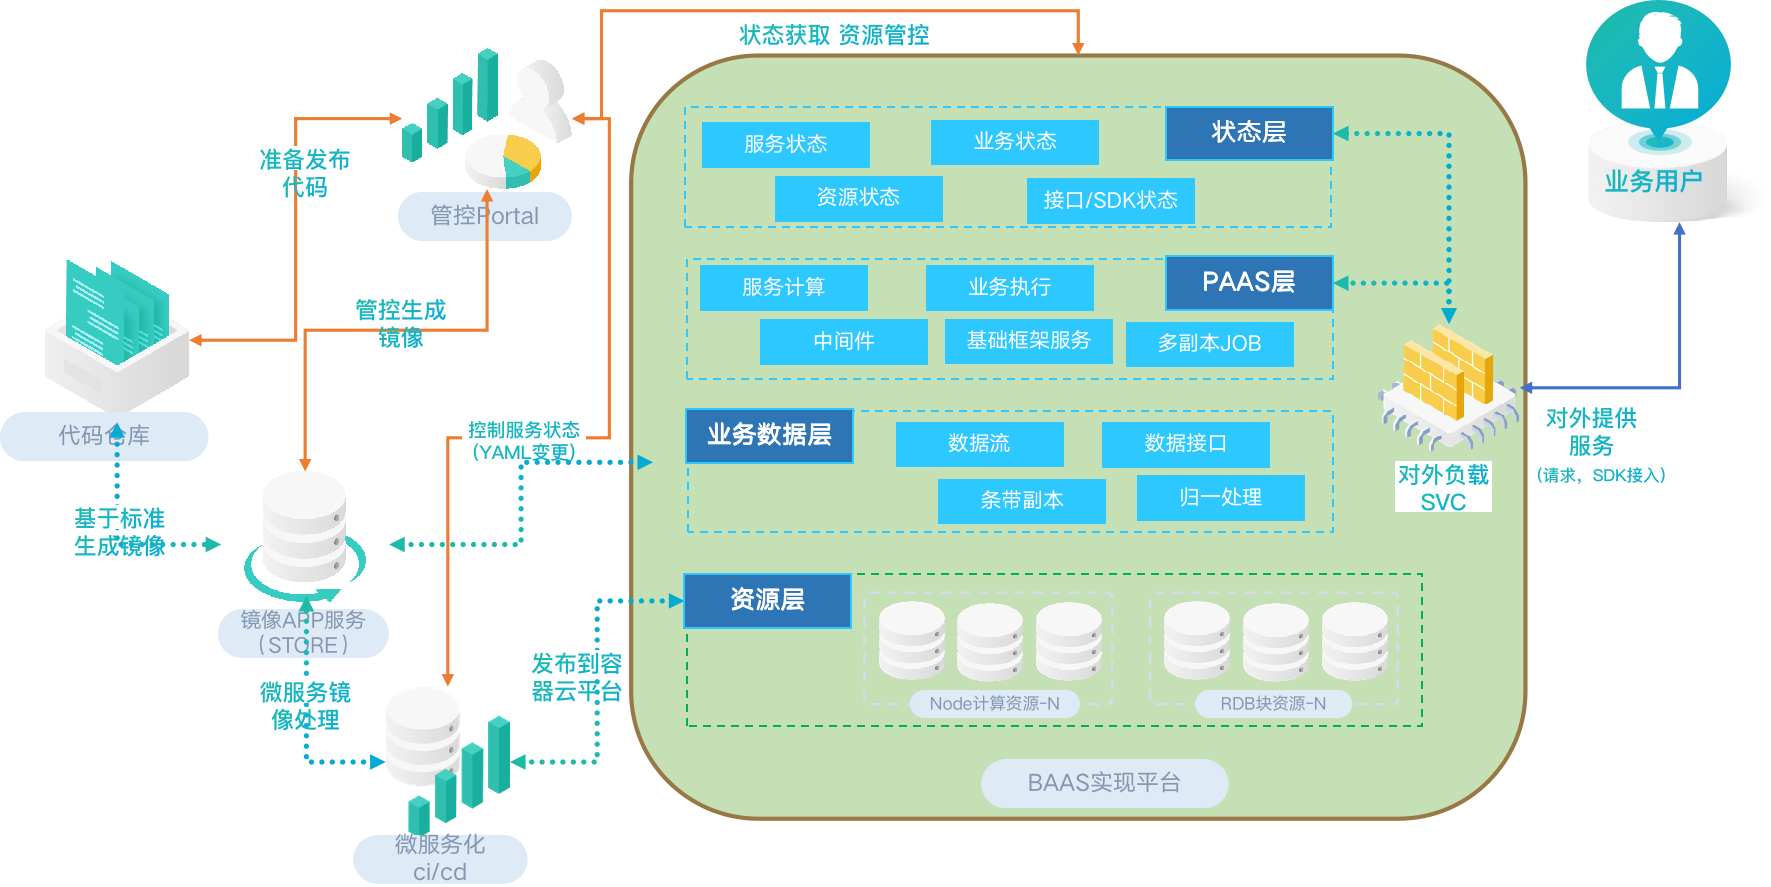 状态获取 资源管控
准备发布
代码
管控Portal
管控生成
镜像
代码仓库
基于标准
生成镜像
控制服务状态
(YAML变更)
镜像APP服务
（STORE）
微服务镜
像处理
微服务化
ci/cd
发布到容
器云平台
服务状态
业务状态
状态层
资源状态
接口/SDK状态
服务计算
业务执行
PAAS层
中间件
基础框架服务
多副本JOB
业务数据层
数据流
数据接口
条带副本
归一处理
资源层
Node计算资源-N
RDB块资源-N
BAAS实现平台
业务用户
对外负载
SVC
对外提供
服务
(请求，SDK接入)